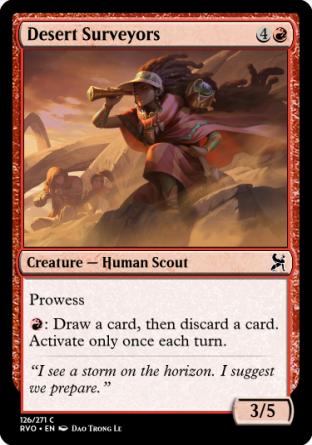 Desert Surveyors 4
Creature — Human Scout
Prowess
: Draw a card, then discard a card.
Activate only once each turn.
“I see a storm on the horizon. I suggest
we prepare.”
3/5
126/271 C
RVO • EN Dao Trong Le